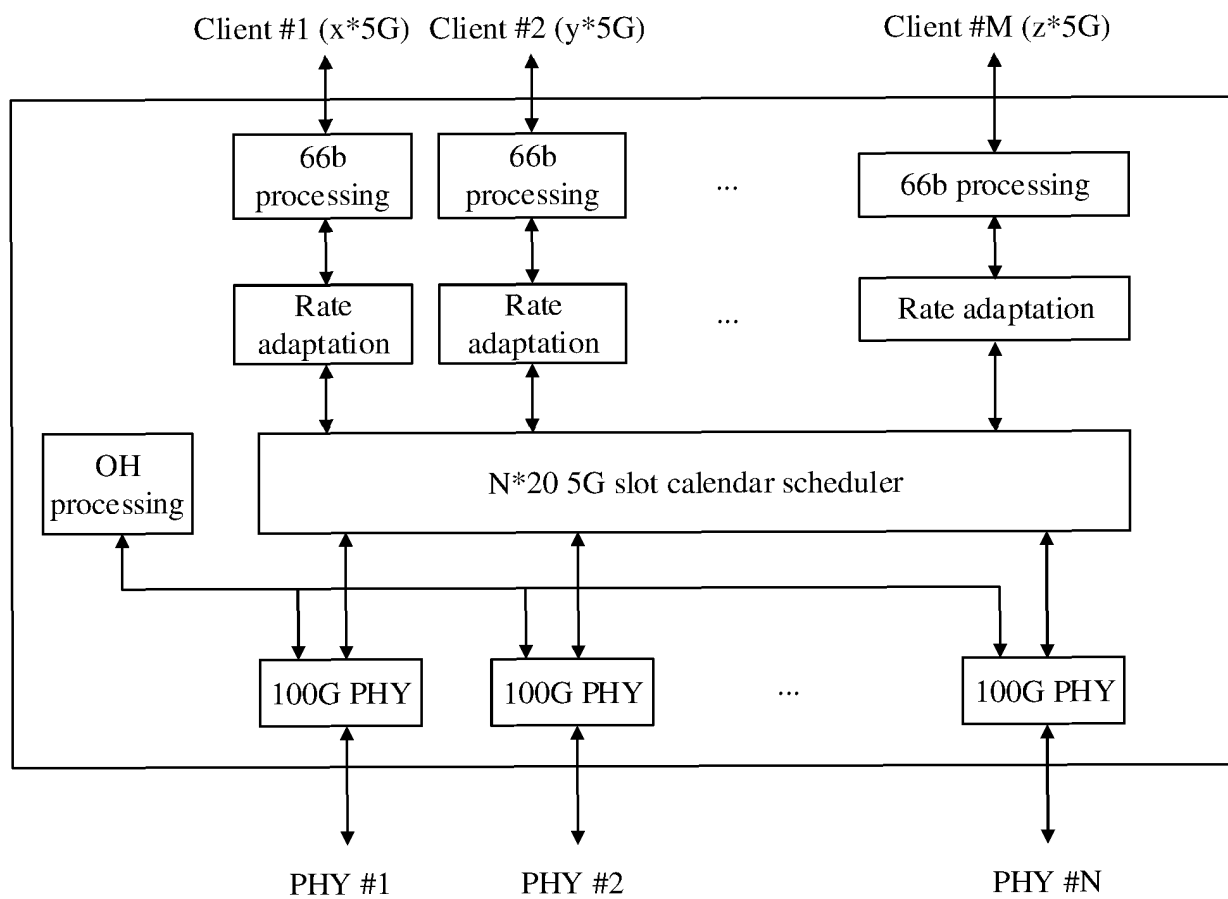 Client #1 (x*5G) Client #2 (y*5G) Client #M (z*5G)
66b
processing
66b
processing
...
66b processing
Rate
adaptation
Rate
adaptation
...
Rate adaptation
OH
processing
N*20 5G slot calendar scheduler
100G PHY
100G PHY
...
100G PHY
PHY #1
PHY #2
PHY #N